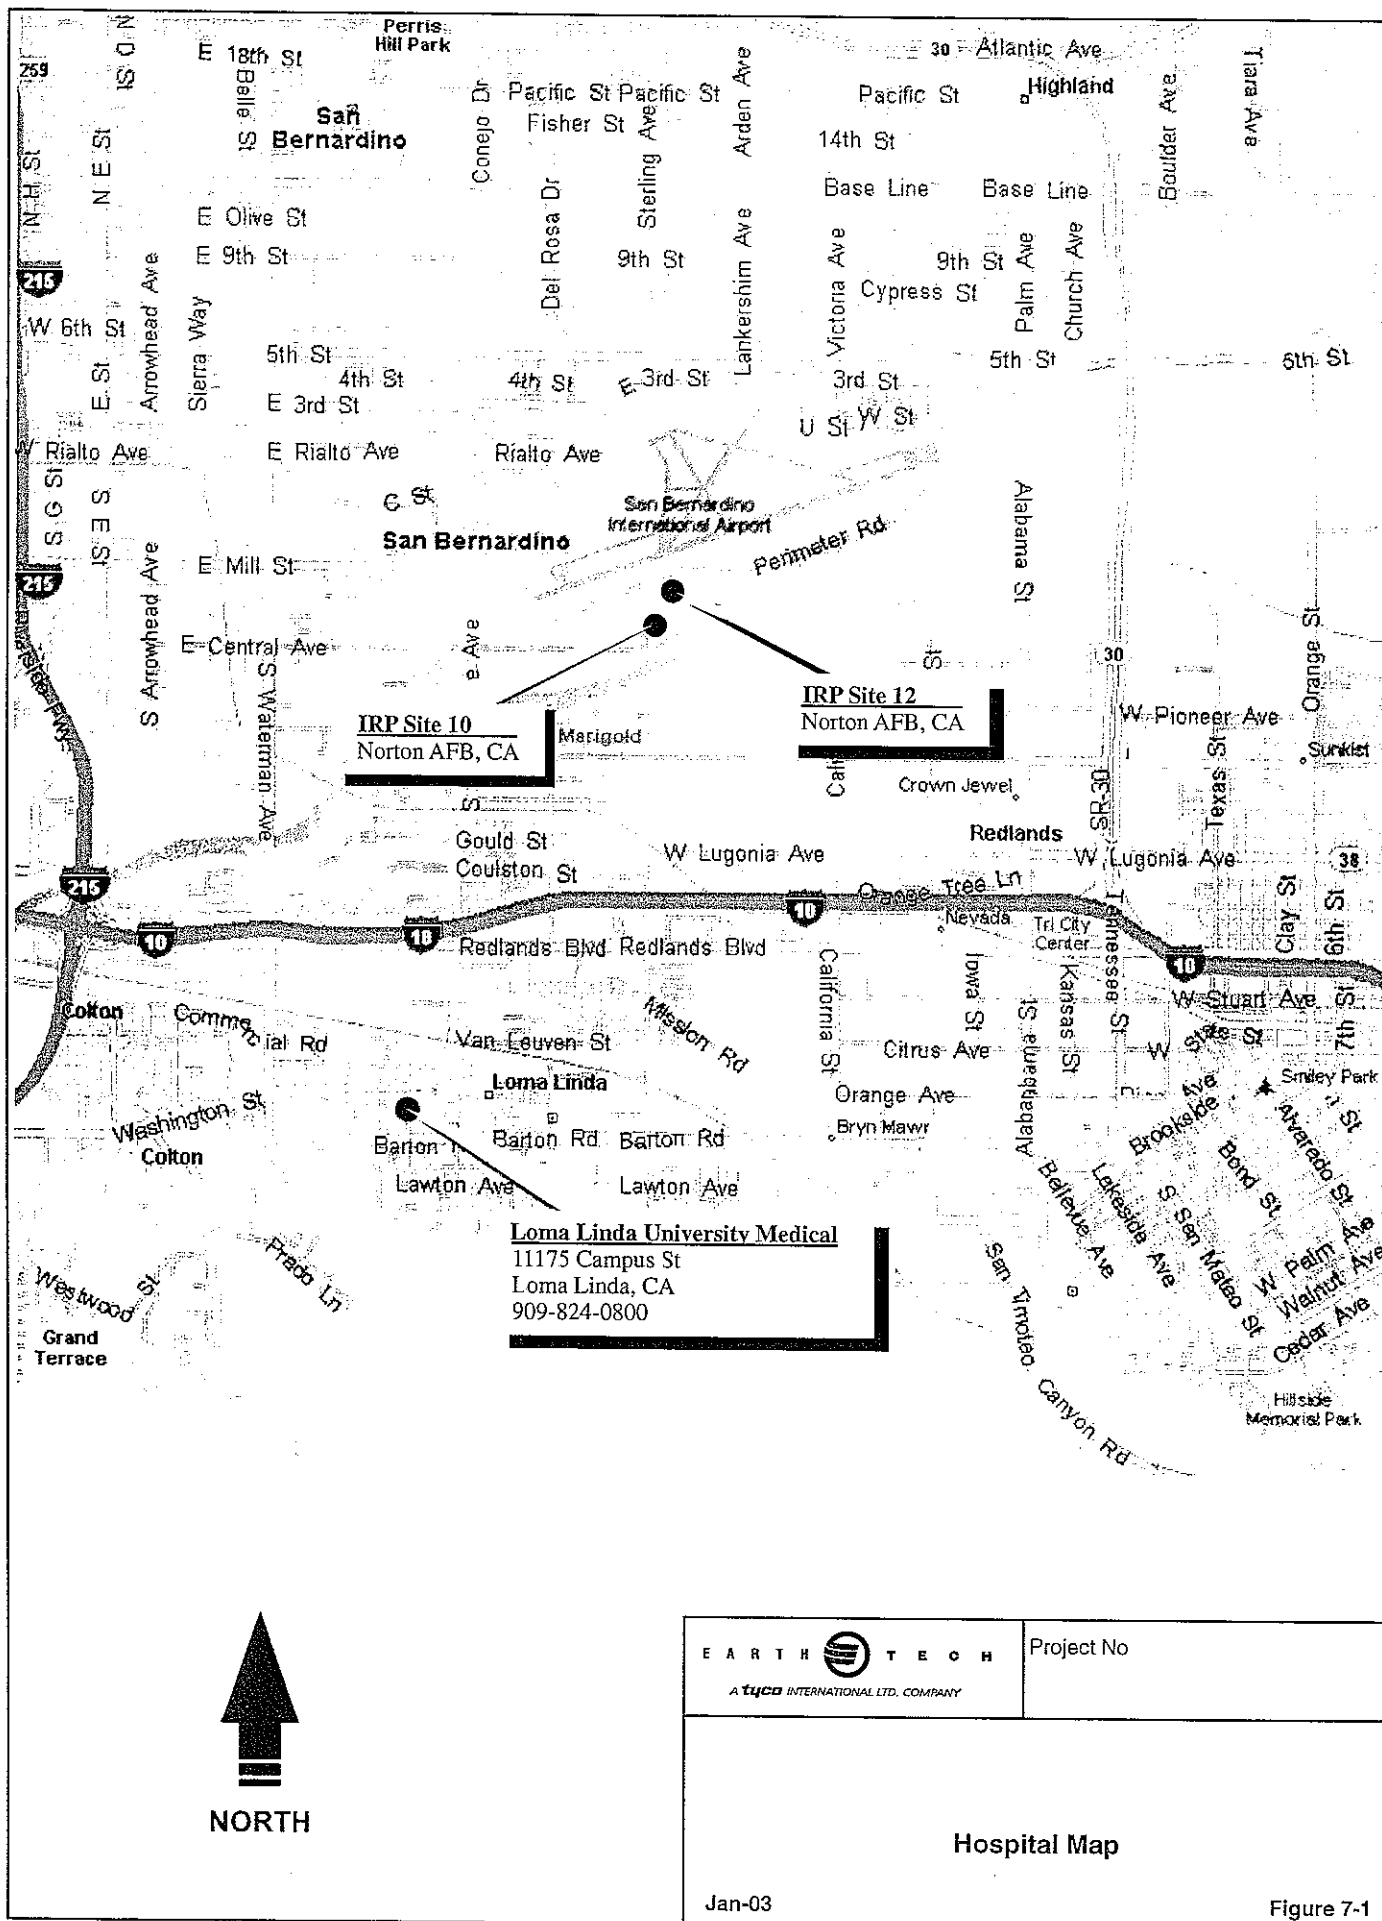 Perris
Hill Park
N D St
259
E 18th St
Belle St
San
Bernardino
Conejo Dr
Pacific St Pacific St
Fisher St
Sterling Ave
Arden Ave
30
Atlantic Ave
Pacific St
Highland
14th St
Boulder Ave
Tiara Ave
N H St
N E St
Base Line
Base Line
E Olive St
E 9th St
Del Rosa Dr
9th St
Lankershim Ave
Victoria Ave
9th St
Cypress St
Palm Ave
Church Ave
215
W 6th St
Arrowhead Ave
Sierra Way
5th St
4th St
4th St
E 3rd St
3rd St
5th St
5th St
E St
E 3rd St
U St
W St
W Rialto Ave
E Rialto Ave
Rialto Ave
S G St
S E St
G St
San Bernardino
San Bernardino
International Airport
Perimeter Rd
Alabama St
215
S Arrowhead Ave
E Mill St
E Central Ave
S Waterman Ave
e Ave
St
30
Orange St
IRP Site 10
Norton AFB, CA
IRP Site 12
Norton AFB, CA
Marigold
W Pioneer Ave
Sunkist
Crown Jewel
SR-30
Texas St
S
Gould St
Coulston St
W Lugonia Ave
Redlands
W Lugonia Ave
38
215
Orange Tree Ln
10
10
10
10
Redlands Blvd Redlands Blvd
Nevada
Tri City
Center
Tennessee St
Clay St
6th St
California St
Iowa St
Alabama St
Kansas St
W Stuart Ave
7th St
Colton
Commercial Rd
Van Leuven St
Mission Rd
Citrus Ave
W State St
Loma Linda
Orange Ave
Smiley Park
Washington St
Colton
Barton
Barton Rd
Barton Rd
Bryn Mawr
Brookside Ave
Alvarado St
Bond St
Lawton Ave
Lawton Ave
Bellevue Ave
Lakeside Ave
S San Mateo St
W Palm Ave
Walnut Ave
Cedar Ave
Loma Linda University Medical
11175 Campus St
Loma Linda, CA
909-824-0800
Prado Ln
Westwood St
Grand
Terrace
San Timoteo Canyon Rd
Hillside
Memorial Park
NORTH
EARTH TECH
A tyco INTERNATIONAL LTD. COMPANY
Project No
Hospital Map
Jan-03
Figure 7-1